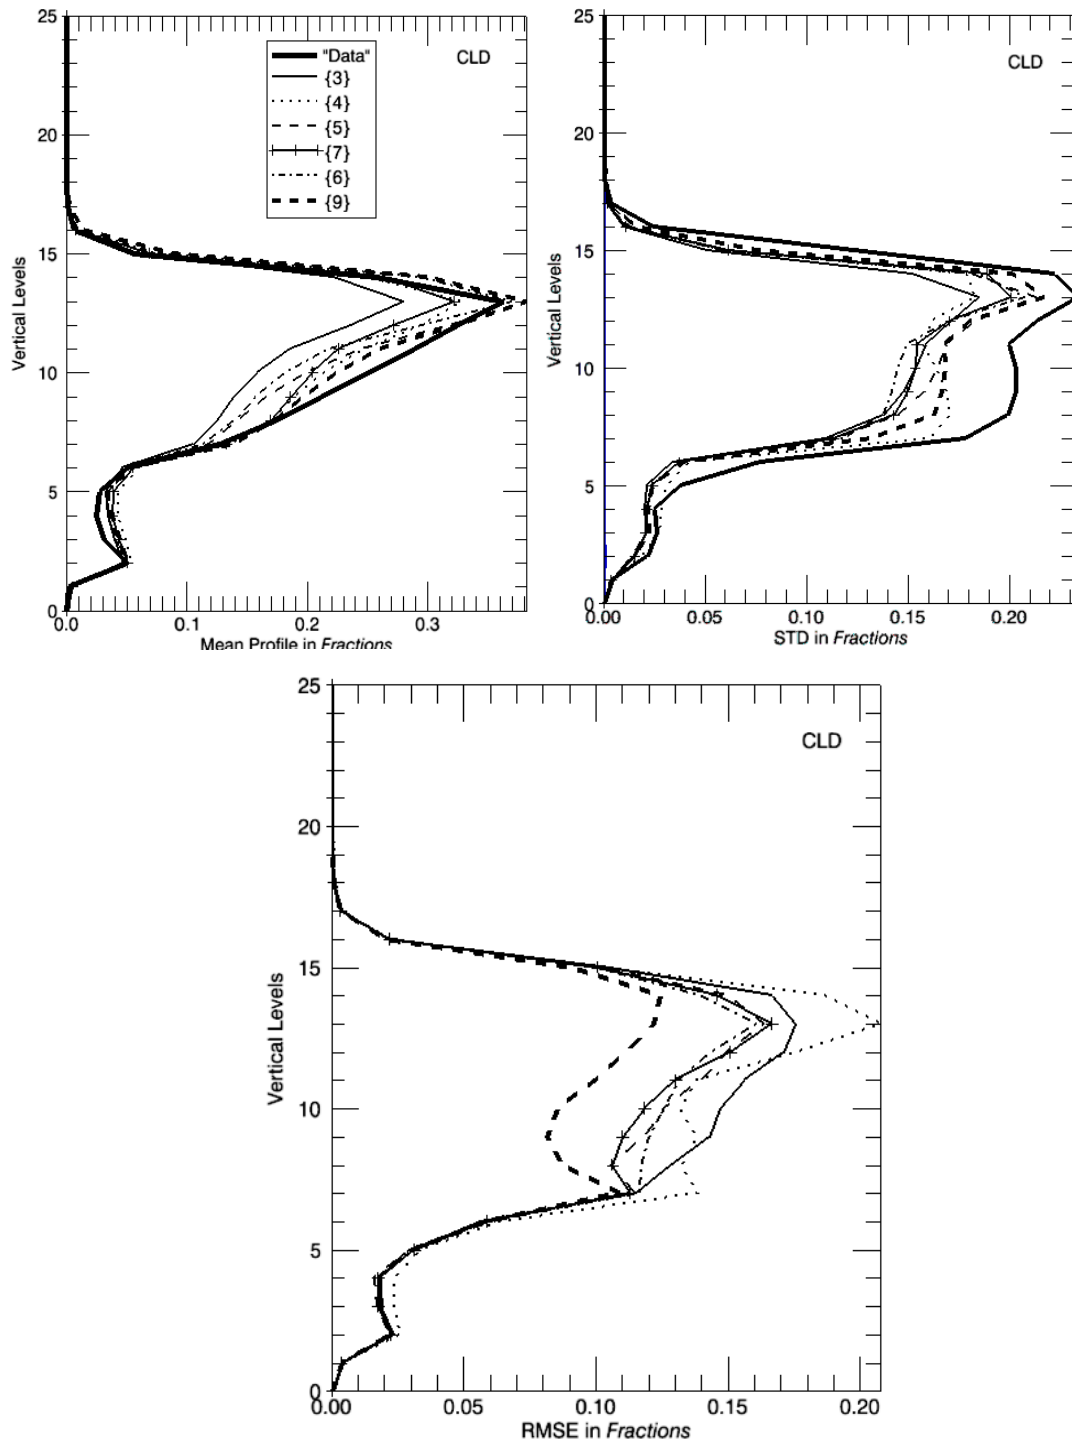 25
20
15
10
5
0
Vertical Levels
CLD
"Data"
{3}
{4}
{5}
{7}
{6}
{9}
0.0 0.1 0.2 0.3
Mean Profile in Fractions
25
20
15
10
5
0
Vertical Levels
CLD
0.00 0.05 0.10 0.15 0.20
STD in Fractions
25
20
15
10
5
0
Vertical Levels
CLD
0.00 0.05 0.10 0.15 0.20
RMSE in Fractions